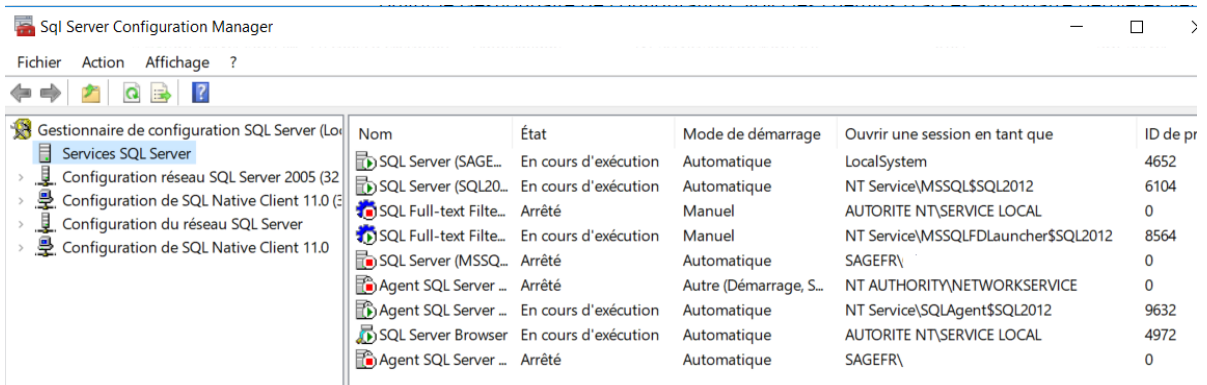 Sql Server Configuration Manager
Fichier Action Affichage ?
Gestionnaire de configuration SQL Server (Loc
Services SQL Server
Configuration réseau SQL Server 2005 (32
Configuration de SQL Native Client 11.0 (3
Configuration du réseau SQL Server
Configuration de SQL Native Client 11.0
Nom État Mode de démarrage Ouvrir une session en tant que ID de pr
SQL Server (SAGE... En cours d'exécution Automatique LocalSystem 4652
SQL Server (SQL20... En cours d'exécution Automatique NT Service\MSSQL$SQL2012 6104
SQL Full-text Filte... Arrêté Manuel AUTORITE NT\SERVICE LOCAL 0
SQL Full-text Filte... En cours d'exécution Manuel NT Service\MSSQLFDLauncher$SQL2012 8564
SQL Server (MSSQ... Arrêté Automatique SAGEFR\ 0
Agent SQL Server ... Arrêté Autre (Démarrage, S... NT AUTHORITY\NETWORKSERVICE 0
Agent SQL Server ... En cours d'exécution Automatique NT Service\SQLAgent$SQL2012 9632
SQL Server Browser En cours d'exécution Automatique AUTORITE NT\SERVICE LOCAL 4972
Agent SQL Server ... Arrêté Automatique SAGEFR\ 0